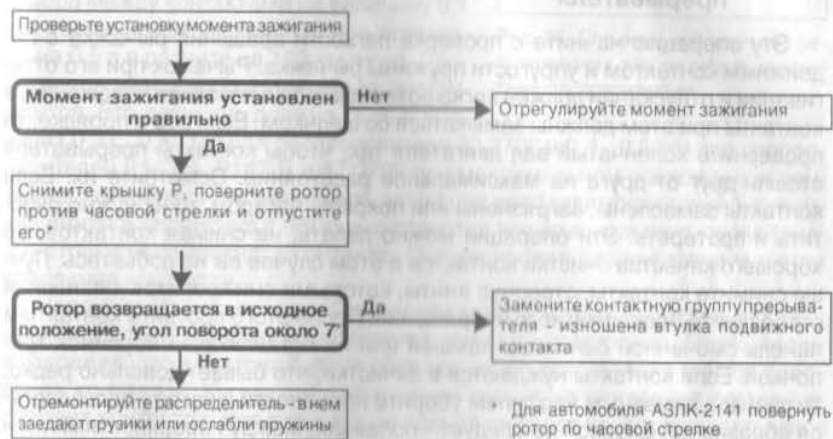 прерыватель
Проверьте установку момента зажигания
Момент зажигания установлен
правильно
Нет
Отрегулируйте момент зажигания
Да
Снимите крышку Р, поверните ротор
против часовой стрелки и отпустите
его*
Ротор возвращается в исходное
положение, угол поворота около 7°
Да
Замените контактную группу прерыва-
теля - изношена втулка подвижного
контакта
Нет
Отремонтируйте распределитель - в нем
заедают грузики или ослабли пружины
Для автомобиля АЗЛК-2141 повернуть
ротор по часовой стрелке